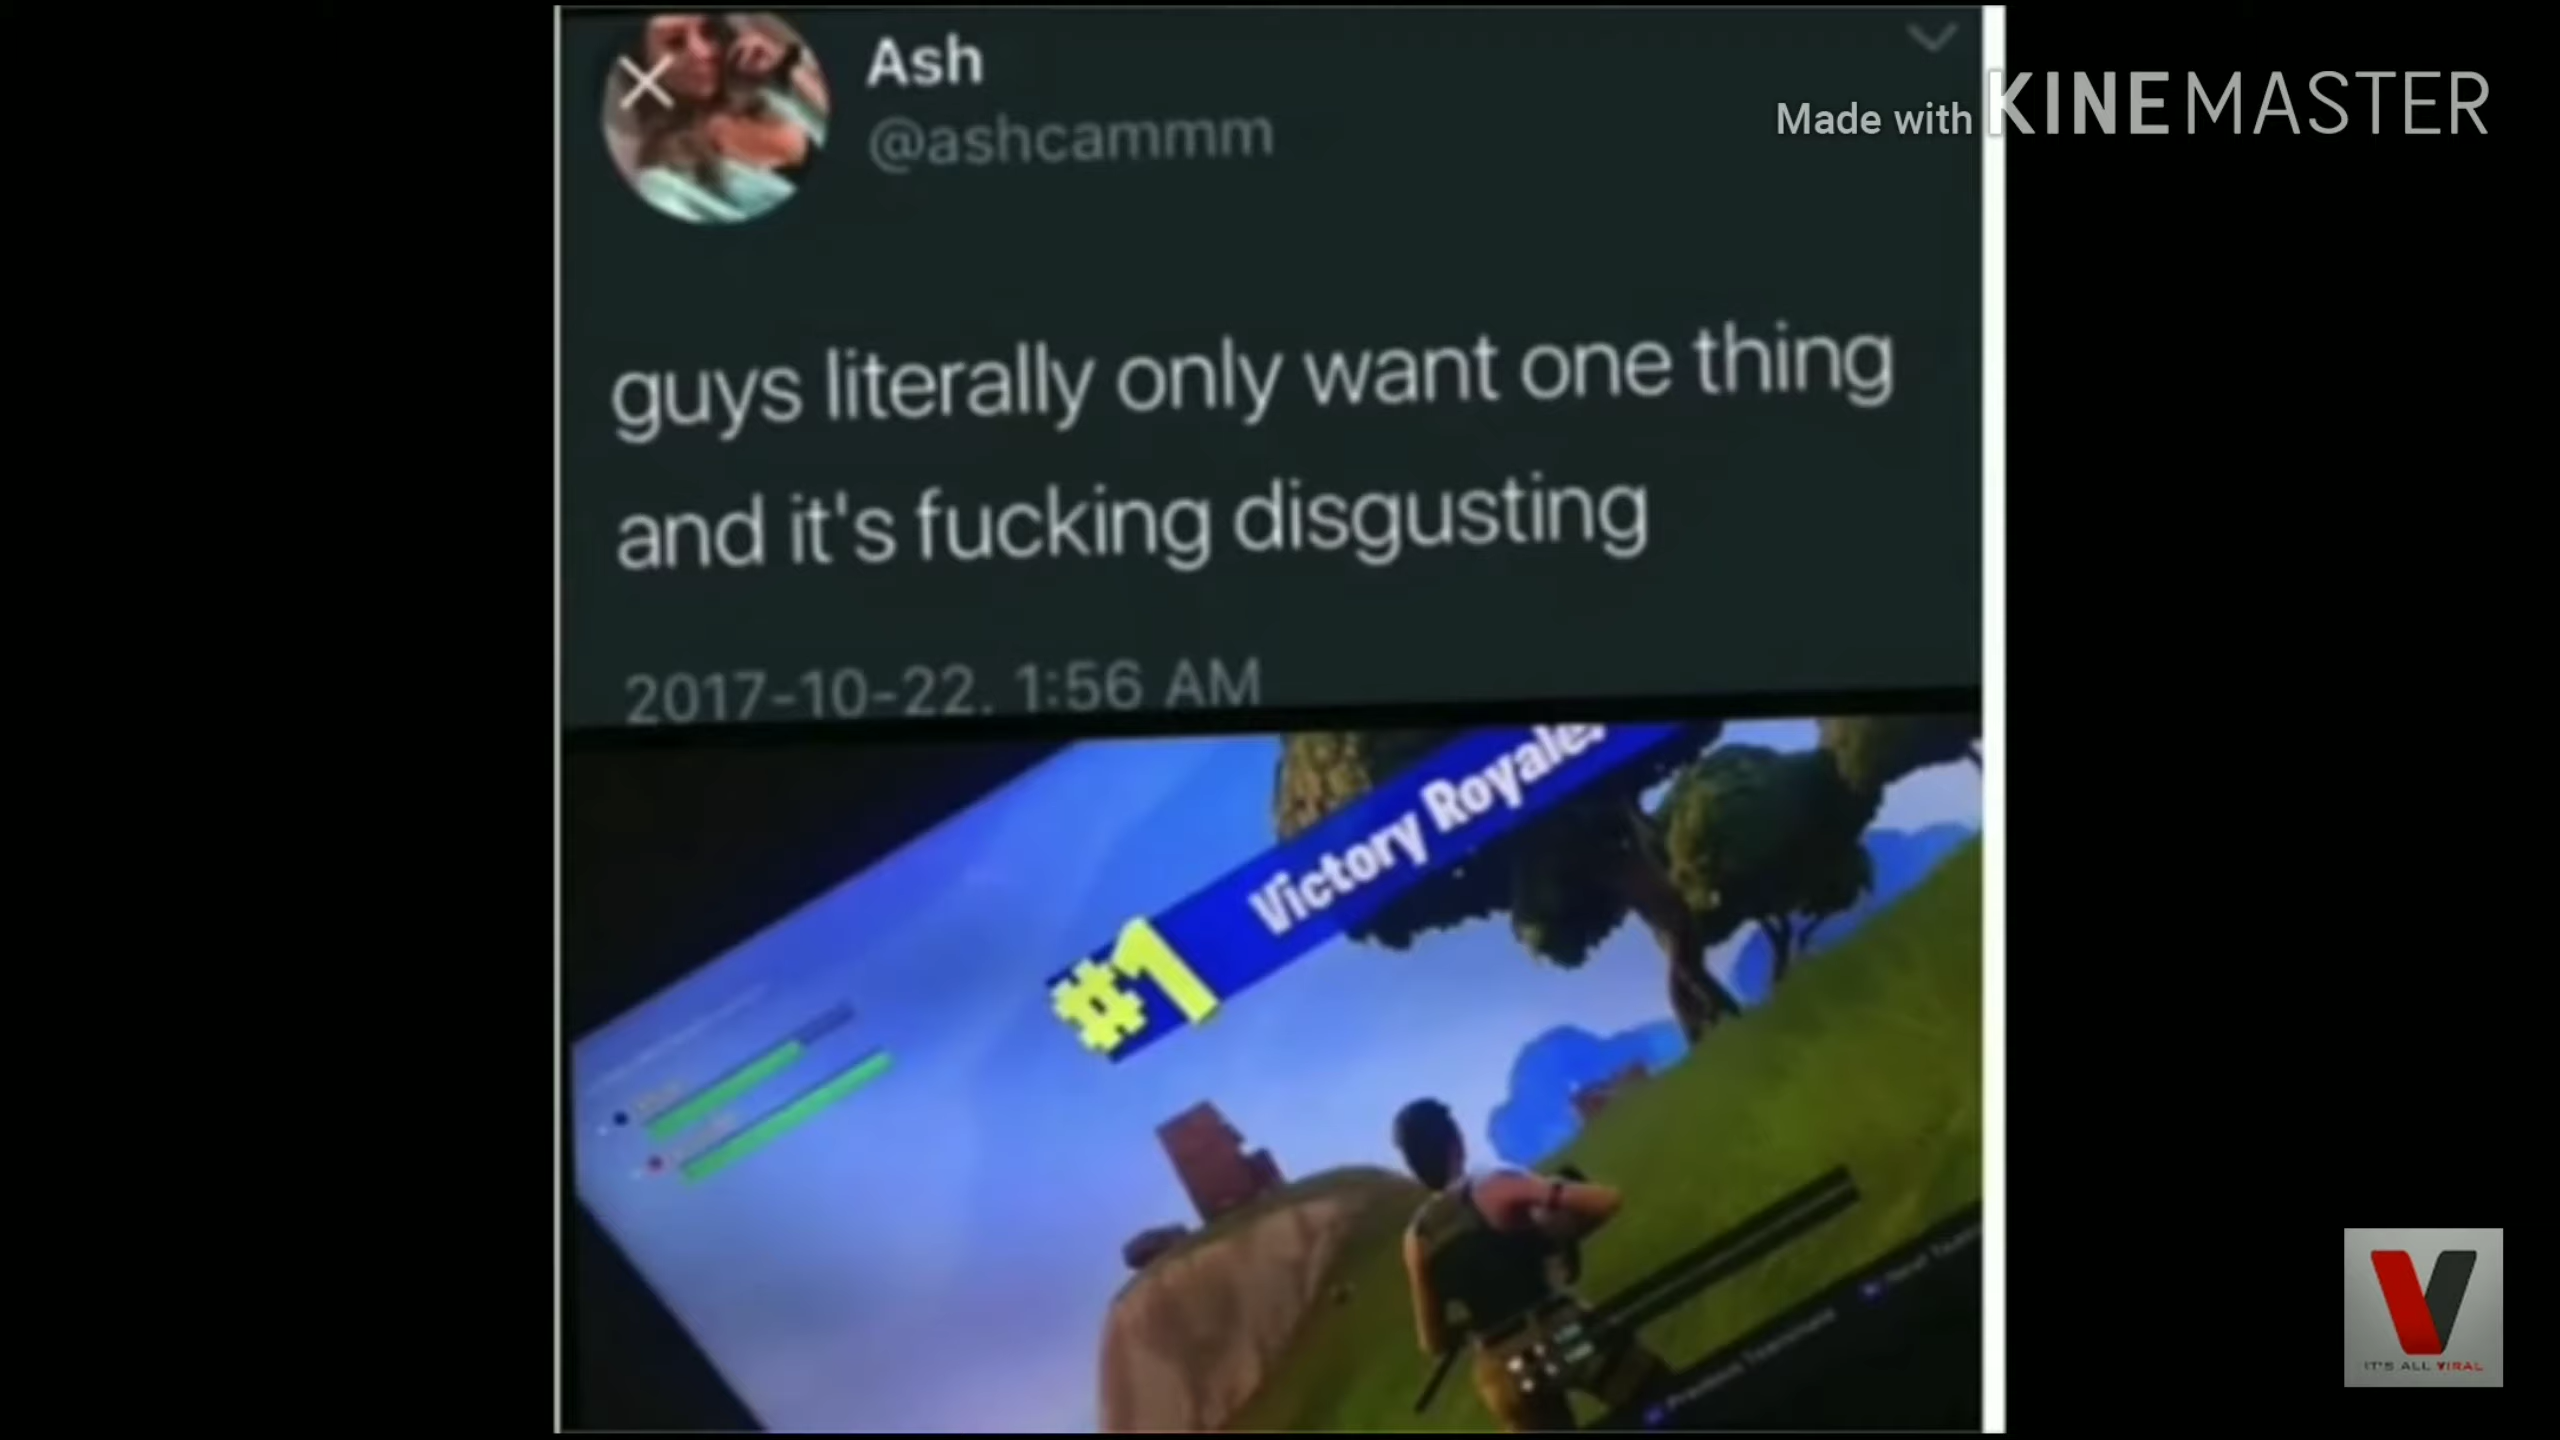 Ash
@ashcammm
Made with KINEMASTER
guys literally only want one thing
and it's fucking disgusting
2017-10-22, 1:56 AM
#1 Victory Royale!
IT'S ALL VIRAL